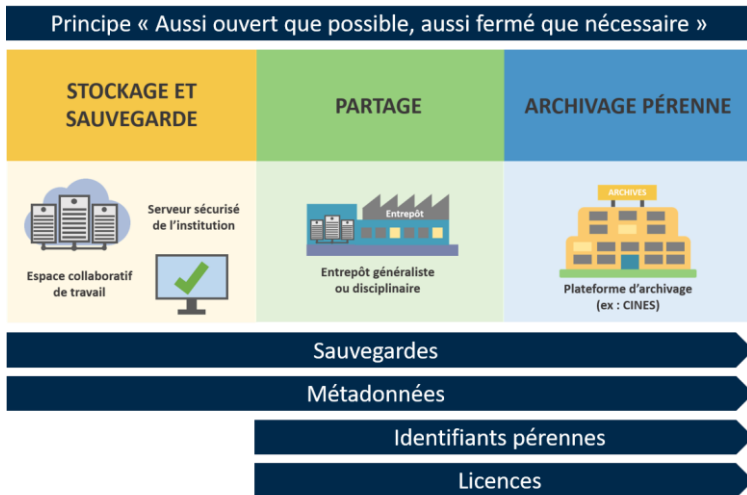 Principe « Aussi ouvert que possible, aussi fermé que nécessaire »
STOCKAGE ET
SAUVEGARDE
PARTAGE
ARCHIVAGE PÉRENNE
Serveur sécurisé
de l’institution
Espace collaboratif
de travail
Entrepôt
Entrepôt généraliste
ou disciplinaire
ARCHIVES
Plateforme d’archivage
(ex : CINES)
Sauvegardes
Métadonnées
Identifiants pérennes
Licences